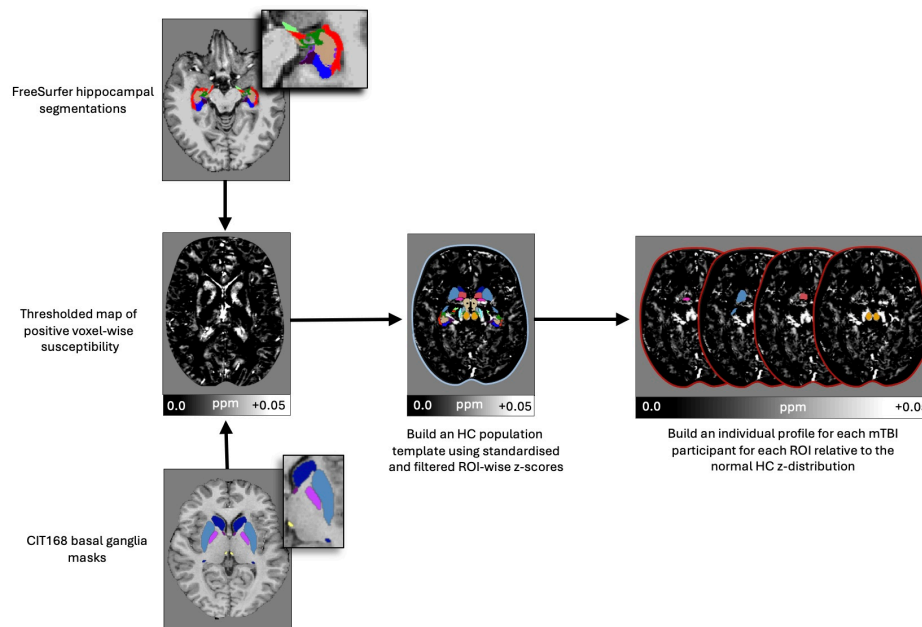 FreeSurfer hippocampal
segmentations
Thresholded map of
positive voxel-wise
susceptibility
0.0 ppm +0.05
0.0 ppm +0.05
0.0 ppm +0.0
Build an HC population
template using standardised
and filtered ROI-wise z-scores
Build an individual profile for each mTBI
participant for each ROI relative to the
normal HC z-distribution
CIT168 basal ganglia
masks